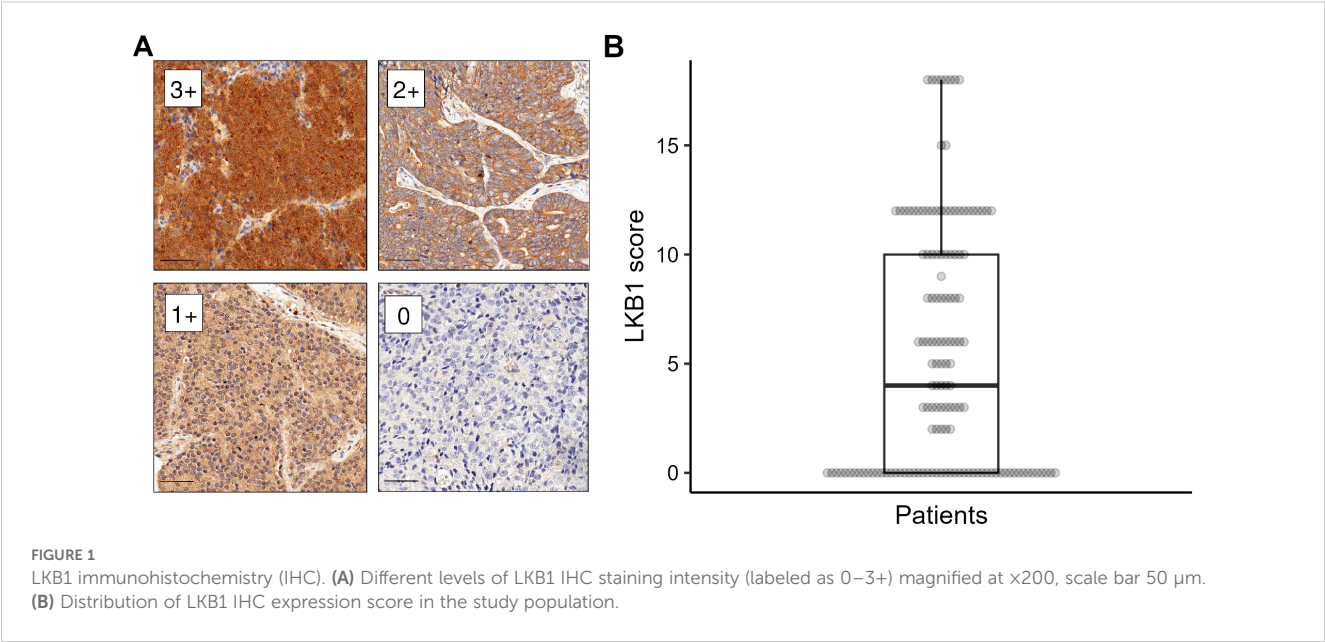 A
3+
2+
1+
0
B
LKB1 score
15
10
5
0
Patients
FIGURE 1
LKB1 immunohistochemistry (IHC). (A) Different levels of LKB1 IHC staining intensity (labeled as 0–3+) magnified at ×200, scale bar 50 μm.
(B) Distribution of LKB1 IHC expression score in the study population.